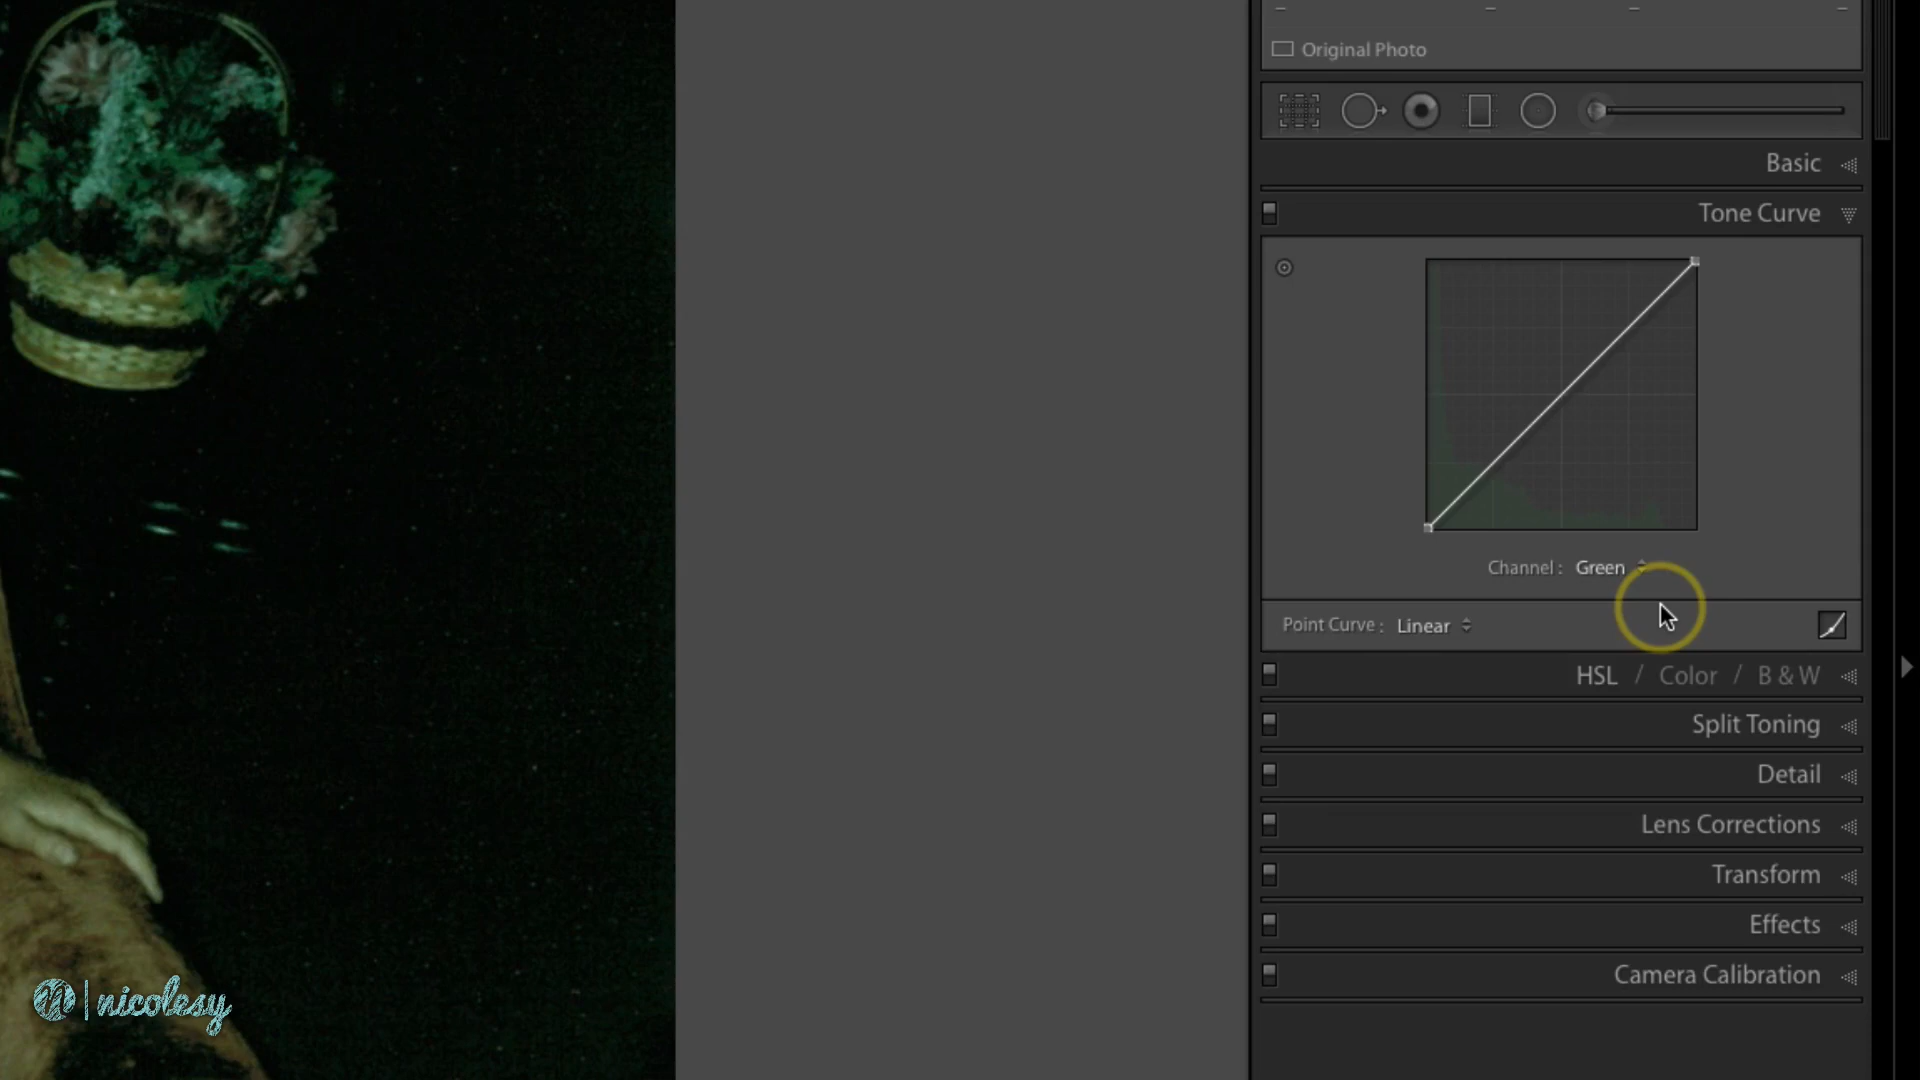 Original Photo
Basic
Tone Curve
Channel : Green
Point Curve : Linear
HSL / Color / B & W
Split Toning
Detail
Lens Corrections
Transform
Effects
Camera Calibration
n | nicolesy